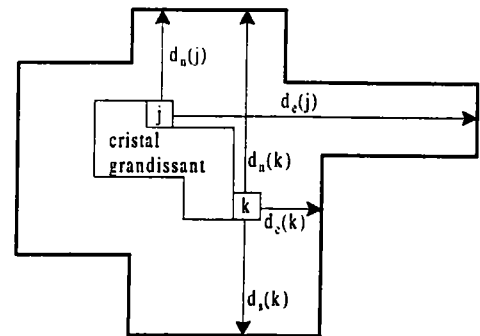 d_n(j)
d_e(j)
j
cristal
grandissant
d_n(k)
k
d_e(k)
d_s(k)